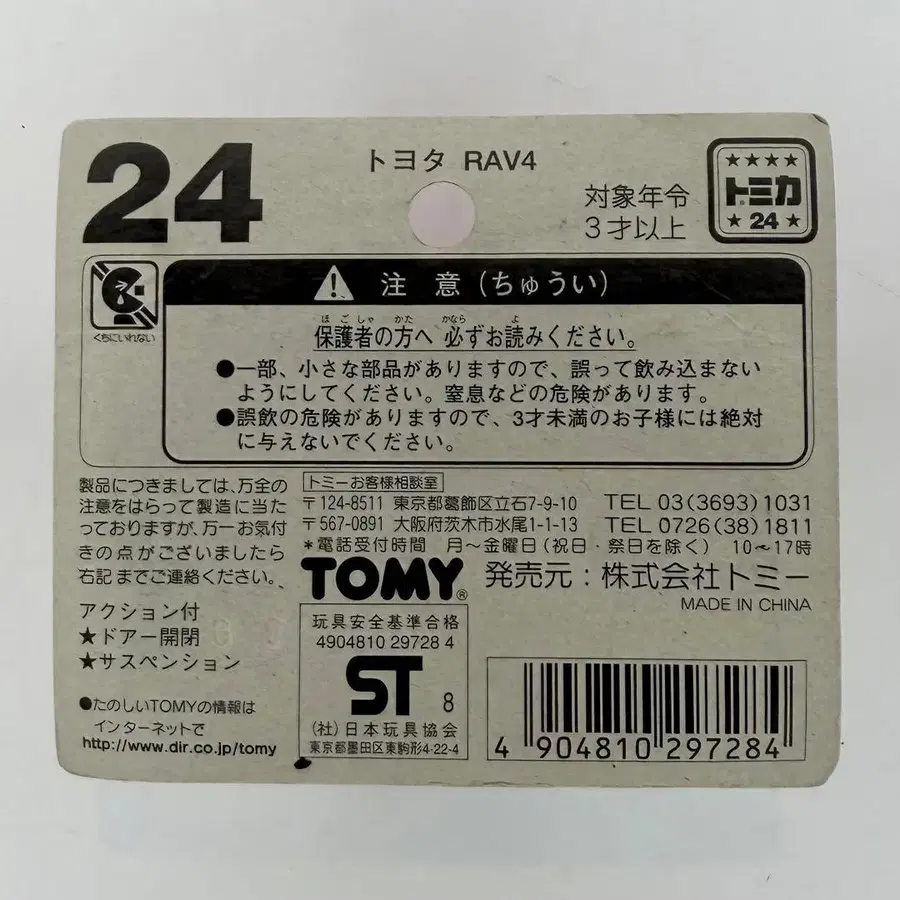 24
トヨタ RAV4
対象年令
3才以上
★★★★
トミカ
★24★
くちにいれない
注意(ちゅうい)
ほごしゃ かた かなら よ
保護者の方へ 必ずお読みください。
●一部、小さな部品がありますので、誤って飲み込まない
ようにしてください。窒息などの危険があります。
●誤飲の危険がありますので、3才未満のお子様には絶対
に与えないでください。
製品につきましては、万全の
注意をはらって製造に当た
っておりますが、万一お気付
きの点がございましたら
右記までご連絡ください。
トミーお客様相談室
〒124-8511 東京都葛飾区立石7-9-10 TEL 03(3693)1031
〒567-0891 大阪府茨木市水尾1-1-13 TEL 0726(38)1811
*電話受付時間 月~金曜日(祝日・祭日を除く) 10~17時
TOMY® 発売元:株式会社トミー
MADE IN CHINA
アクション付
★ドアー開閉
★サスペンション
●たのしいTOMYの情報は
インターネットで
http://www.dir.co.jp/tomy
玩具安全基準合格
4904810 29728 4
ST 8
(社)日本玩具協会
東京都墨田区東駒形4-22-4
4 904810 297284